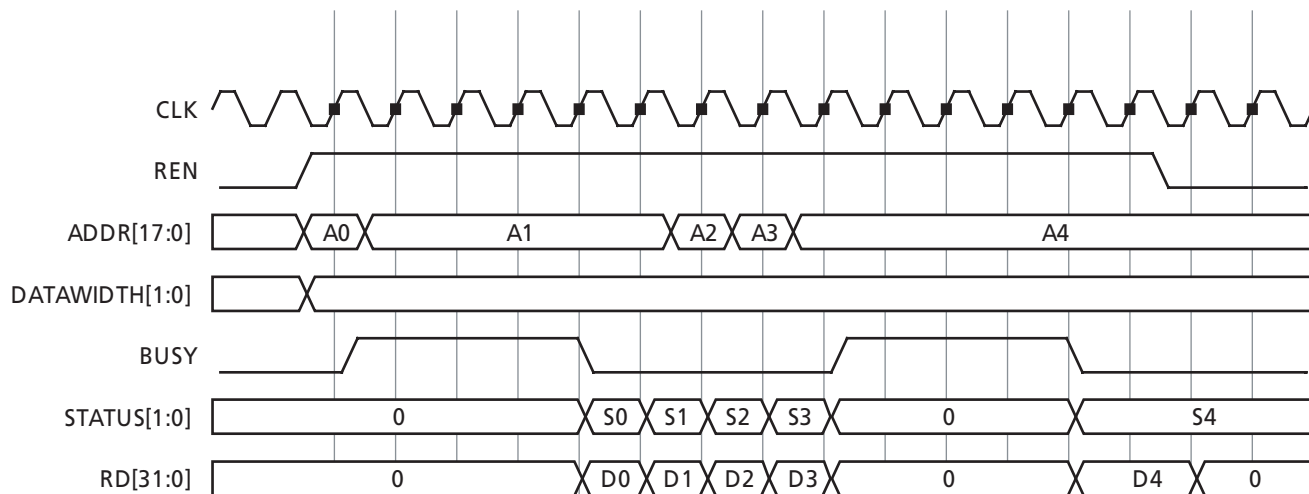 CLK
REN
ADDR[17:0] A0 A1 A2 A3 A4
DATAWIDTH[1:0]
BUSY
STATUS[1:0] 0 S0 S1 S2 S3 0 S4
RD[31:0] 0 D0 D1 D2 D3 0 D4 0